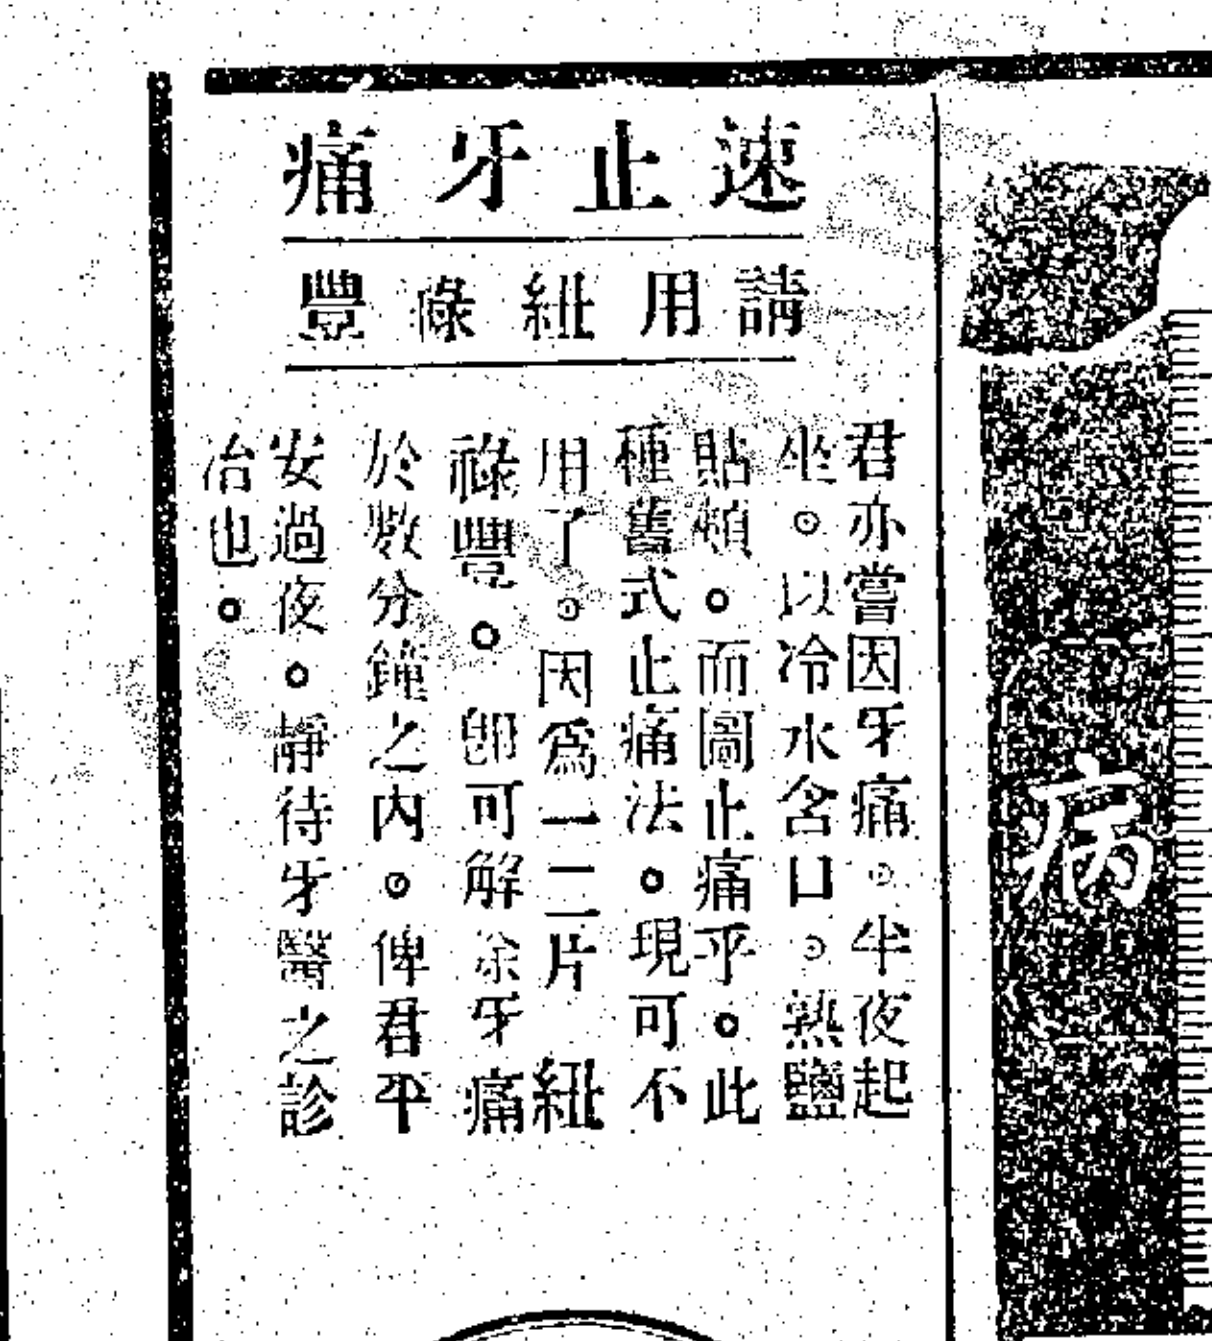 速止牙痛
請用紐祿豐
君亦嘗因牙痛。半夜起
坐。以冷水含口。熱鹽
貼頰。而圖止痛乎。此
種舊式止痛法。現可不
用了。因爲一二片 紐
祿豐。卽可解除牙痛
於數分鐘之內。俾君平
安過夜。靜待牙醫之診
治也。
病